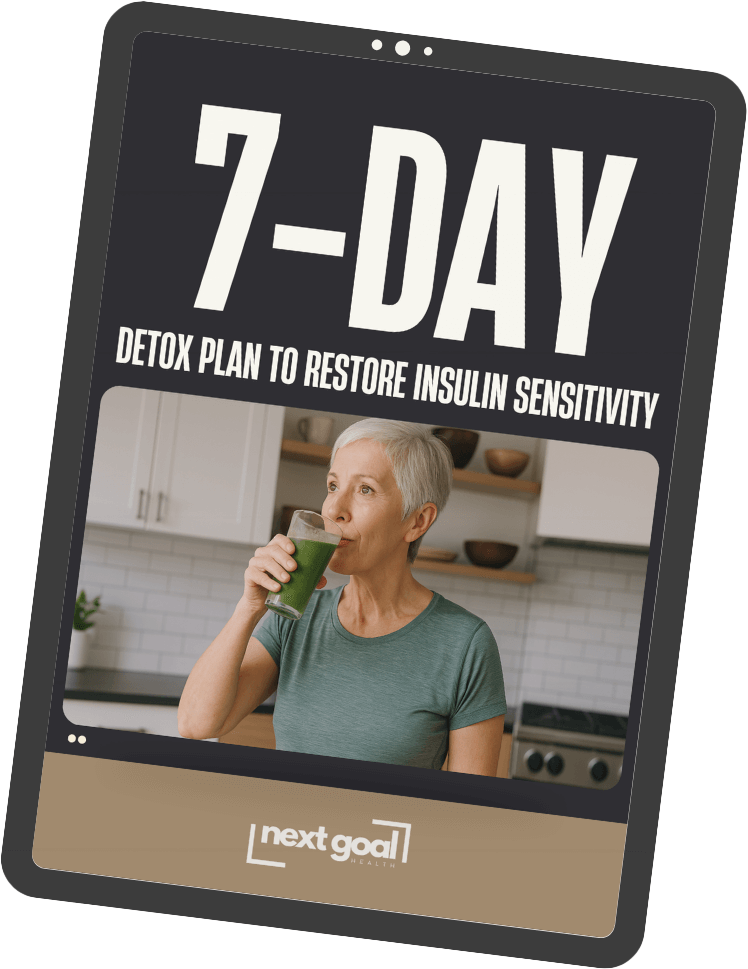 7-DAY
DETOX PLAN TO RESTORE INSULIN SENSITIVITY
next goal
HEALTH